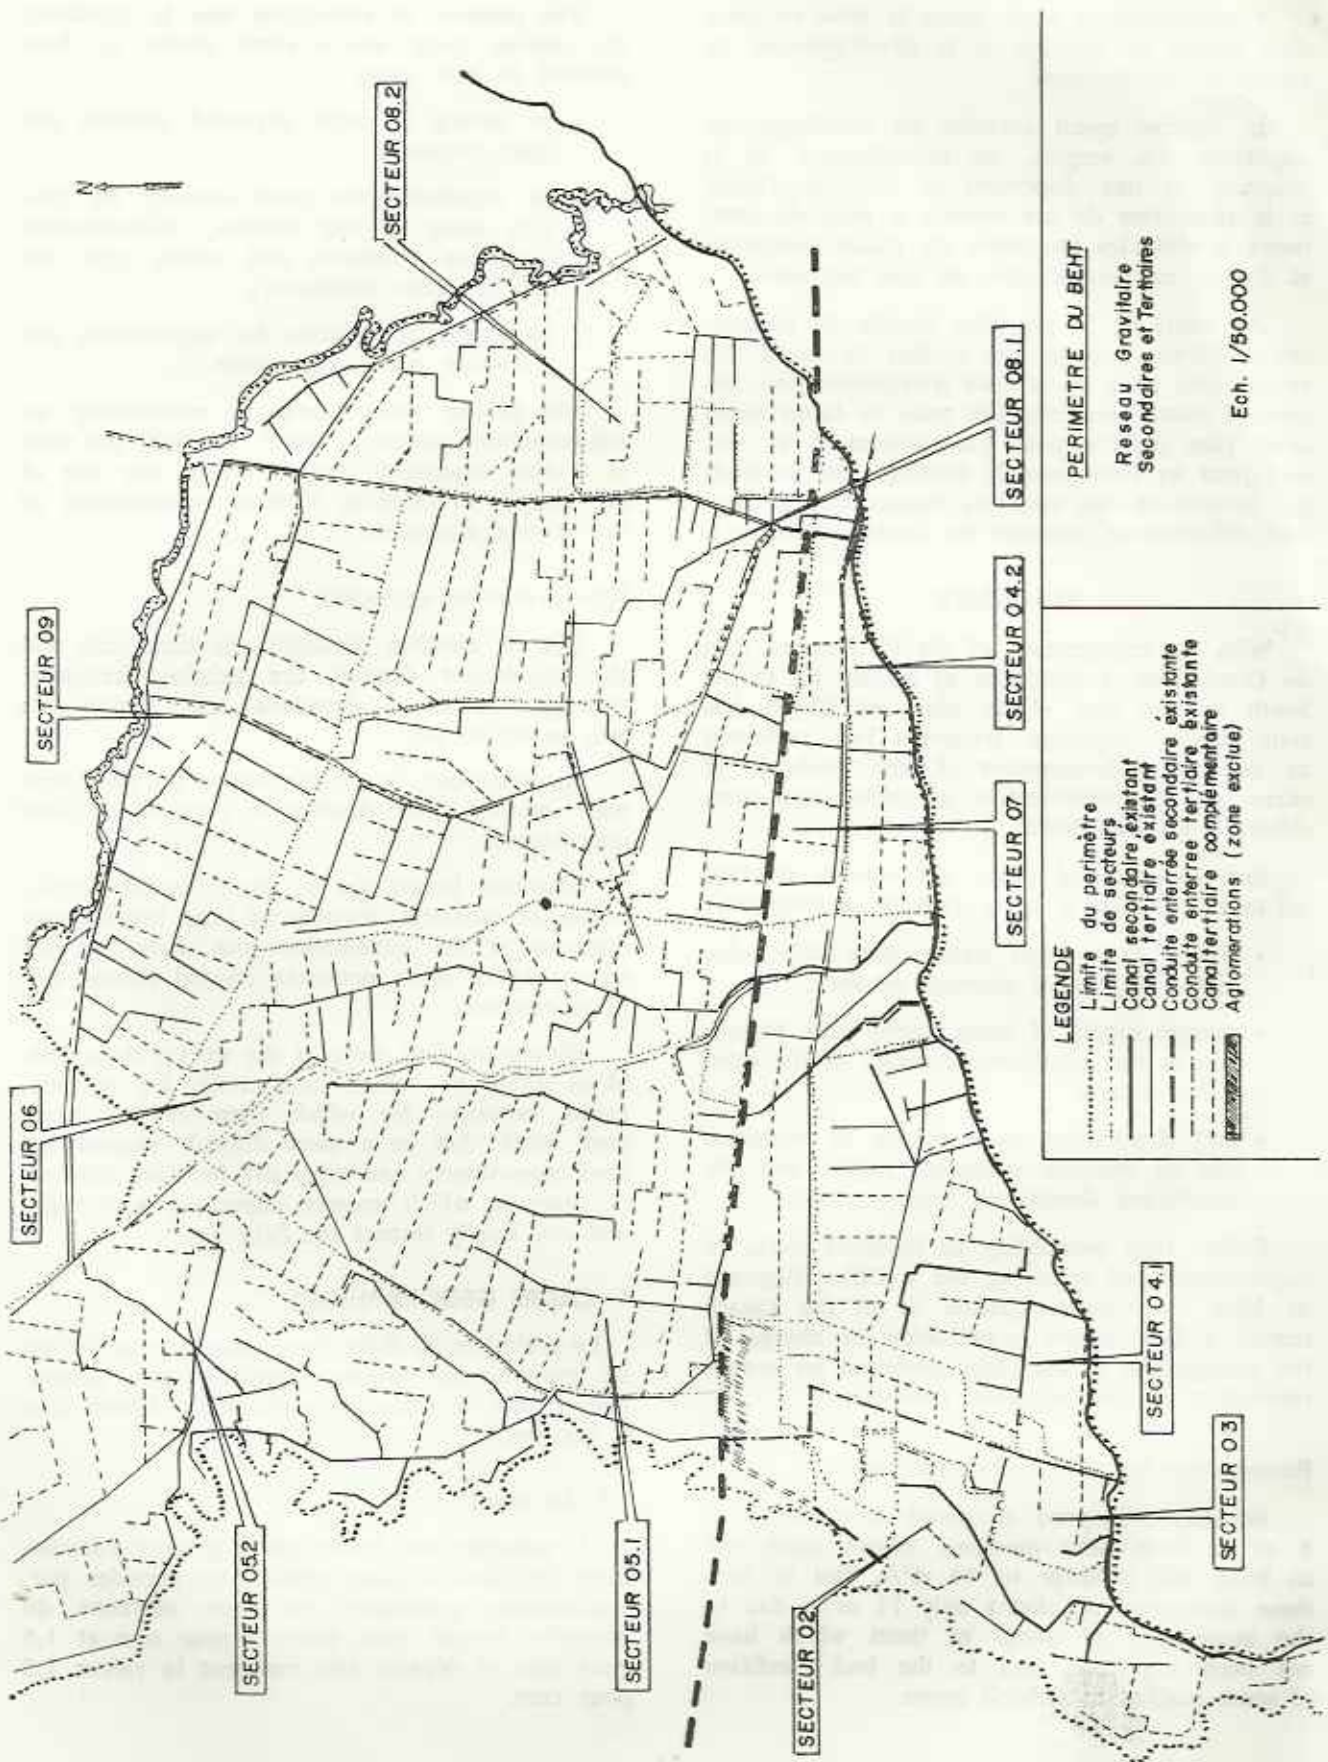 N
SECTEUR 08.2
SECTEUR 09
SECTEUR 06
SECTEUR 05.2
SECTEUR 05.1
SECTEUR 02
SECTEUR 03
SECTEUR 04.1
SECTEUR 07
SECTEUR 04.2
SECTEUR 08.1
LEGENDE
Limite du perimètre
Limite de secteurs
Canal secondaire existant
Canal tertiaire existant
Conduite enterrée secondaire existante
Conduite enterree tertiaire existante
Canal tertiaire complémentaire
Aglomerations (zone exclue)
PERIMETRE DU BEHT
Reseau Gravitaire
Secondaires et Tertiaires
Ech. 1/50.000